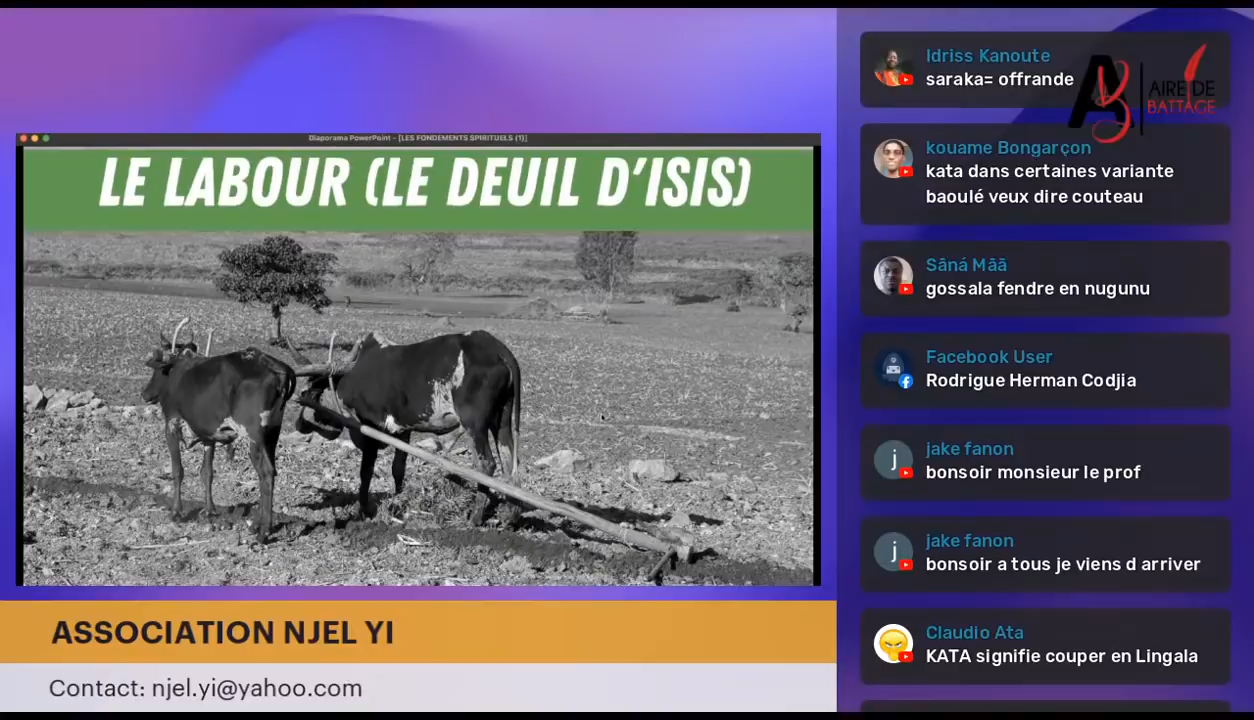 Diaporama PowerPoint - [LES FONDEMENTS SPIRITUELS (1)]
LE LABOUR (LE DEUIL D'ISIS)
ASSOCIATION NJEL YI
Contact: njel.yi@yahoo.com
Idriss Kanoute
saraka= offrande
AB
AIRE DE
BATTAGE
kouame Bongarçon
kata dans certaines variante
baoulé veux dire couteau
Sāná Māā
gossala fendre en nugunu
Facebook User
Rodrigue Herman Codjia
j
jake fanon
bonsoir monsieur le prof
j
jake fanon
bonsoir a tous je viens d arriver
Claudio Ata
KATA signifie couper en Lingala